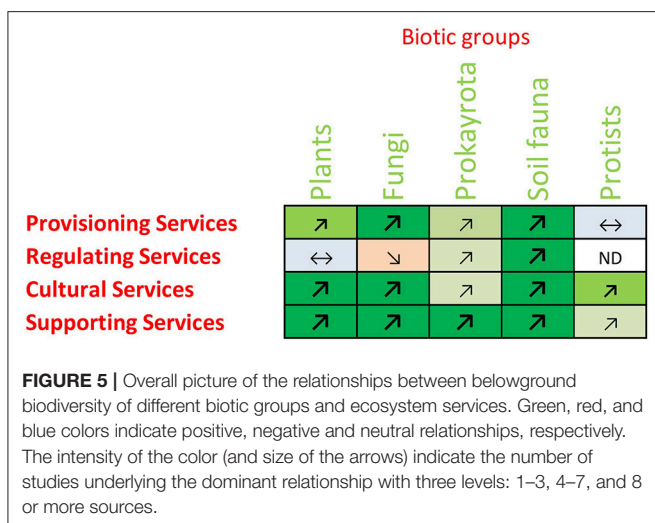 Biotic groups
Plants
Fungi
Prokayrota
Soil fauna
Protists
Provisioning Services ↗ ↗ ↗ ↗ ↔
Regulating Services ↔ ↘ ↗ ↗ ND
Cultural Services ↗ ↗ ↗ ↗ ↗
Supporting Services ↗ ↗ ↗ ↗ ↗
FIGURE 5 | Overall picture of the relationships between belowground
biodiversity of different biotic groups and ecosystem services. Green, red, and
blue colors indicate positive, negative and neutral relationships, respectively.
The intensity of the color (and size of the arrows) indicate the number of
studies underlying the dominant relationship with three levels: 1–3, 4–7, and 8
or more sources.